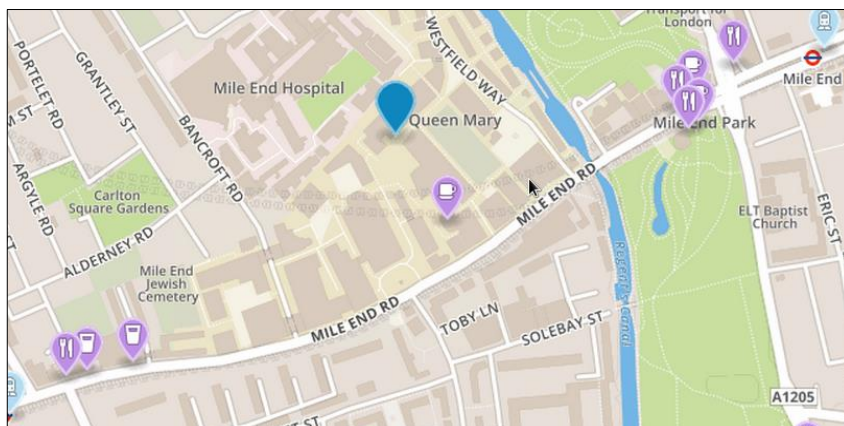 Transport for
London
PORTELET RD
GRANTLEY ST
WESTFIELD WAY
Mile End
Mile End Hospital
Queen Mary
Mile End Park
BANCROFT RD
ARGYLE RD
Carlton
Square Gardens
MILE END RD
ELT Baptist
Church
ERIC ST
ALDERNEY RD
Mile End
Jewish
Cemetery
Regent's Canal
MILE END RD
TOBY LN
SOLEBAY ST
A1205
ST